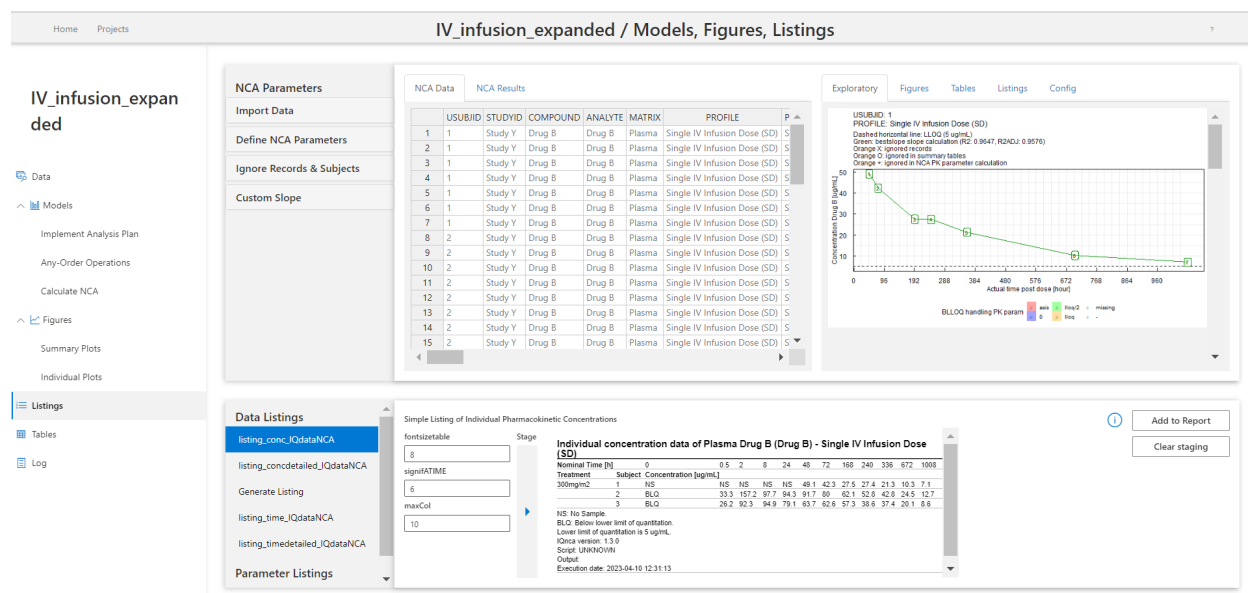 Home Projects
IV_infusion_expanded / Models, Figures, Listings
?
IV_infusion_expan
ded
Data
Models
Implement Analysis Plan
Any-Order Operations
Calculate NCA
Figures
Summary Plots
Individual Plots
Listings
Tables
Log
NCA Parameters
Import Data
Define NCA Parameters
Ignore Records & Subjects
Custom Slope
NCA Data NCA Results
USUBJID STUDYID COMPOUND ANALYTE MATRIX PROFILE P
1 1 Study Y Drug B Drug B Plasma Single IV Infusion Dose (SD) S
2 1 Study Y Drug B Drug B Plasma Single IV Infusion Dose (SD) S
3 1 Study Y Drug B Drug B Plasma Single IV Infusion Dose (SD) S
4 1 Study Y Drug B Drug B Plasma Single IV Infusion Dose (SD) S
5 1 Study Y Drug B Drug B Plasma Single IV Infusion Dose (SD) S
6 1 Study Y Drug B Drug B Plasma Single IV Infusion Dose (SD) S
7 1 Study Y Drug B Drug B Plasma Single IV Infusion Dose (SD) S
8 2 Study Y Drug B Drug B Plasma Single IV Infusion Dose (SD) S
9 2 Study Y Drug B Drug B Plasma Single IV Infusion Dose (SD) S
10 2 Study Y Drug B Drug B Plasma Single IV Infusion Dose (SD) S
11 2 Study Y Drug B Drug B Plasma Single IV Infusion Dose (SD) S
12 2 Study Y Drug B Drug B Plasma Single IV Infusion Dose (SD) S
13 2 Study Y Drug B Drug B Plasma Single IV Infusion Dose (SD) S
14 2 Study Y Drug B Drug B Plasma Single IV Infusion Dose (SD) S
15 2 Study Y Drug B Drug B Plasma Single IV Infusion Dose (SD) S
Exploratory Figures Tables Listings Config
USUBJID: 1
PROFILE: Single IV Infusion Dose (SD)
Dashed horizontal line: LLOQ (5 ug/mL)
Green: bestslope slope calculation (R2: 0.9647, R2ADJ: 0.9576)
Orange X: ignored records
Orange O: ignored in summary tables
Orange +: ignored in NCA PK parameter calculation
Concentration Drug B [ug/mL]
50
40
30
20
10
0 96 192 288 384 480 576 672 768 864 960
Actual time post dose [hour]
BLLOQ handling PK param
asis lloq/2 missing
0 lloq -
Data Listings
listing_conc_IQdataNCA
listing_concdetailed_IQdataNCA
Generate Listing
listing_time_IQdataNCA
listing_timedetailed_IQdataNCA
Parameter Listings
Simple Listing of Individual Pharmacokinetic Concentrations
fontsizetable
8
signifATIME
6
maxCol
10
Stage
Individual concentration data of Plasma Drug B (Drug B) - Single IV Infusion Dose
(SD)
Nominal Time [h] 0 0.5 2 8 24 48 72 168 240 336 672 1008
Treatment Subject Concentration [ug/mL]
300mg/m2 1 NS NS NS NS NS 49.1 42.3 27.5 27.4 21.3 10.3 7.1
2 BLQ 33.3 157.2 97.7 94.3 91.7 80 62.1 52.8 42.8 24.5 12.7
3 BLQ 26.2 92.3 94.9 79.1 63.7 62.6 57.3 38.6 37.4 20.1 8.6
NS: No Sample.
BLQ: Below lower limit of quantitation.
Lower limit of quantitation is 5 ug/mL.
IQnca version: 1.3.0
Script: UNKNOWN
Output:
Execution date: 2023-04-10 12:31:13
Add to Report
Clear staging